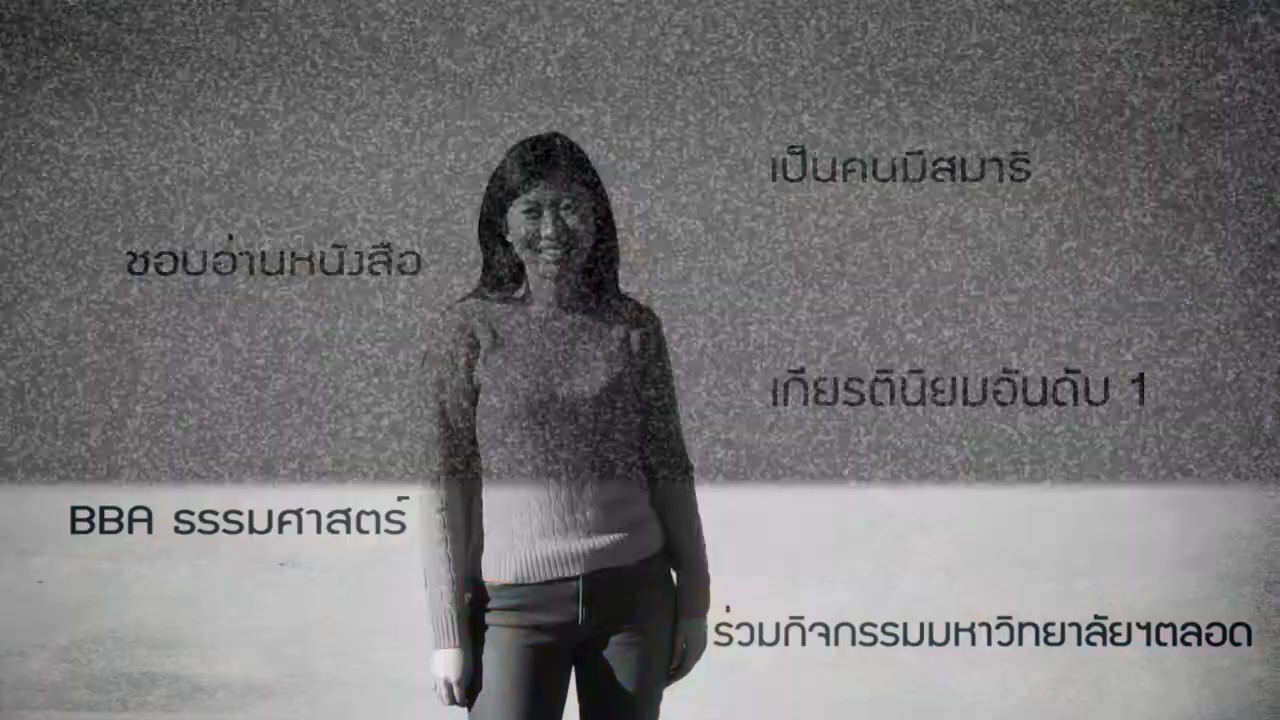 เป็นคนมีสมาธิ
ชอบอ่านหนังสือ
เกียรตินิยมอันดับ 1
BBA ธรรมศาสตร์
ร่วมกิจกรรมมหาวิทยาลัยฯตลอด